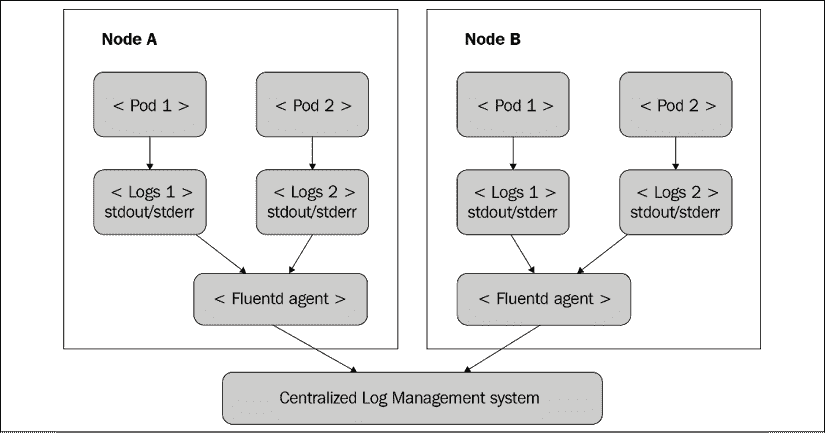 Node A
< Pod 1 >
< Pod 2 >
< Logs 1 >
stdout/stderr
< Logs 2 >
stdout/stderr
< Fluentd agent >
Node B
< Pod 1 >
< Pod 2 >
< Logs 1 >
stdout/stderr
< Logs 2 >
stdout/stderr
< Fluentd agent >
Centralized Log Management system